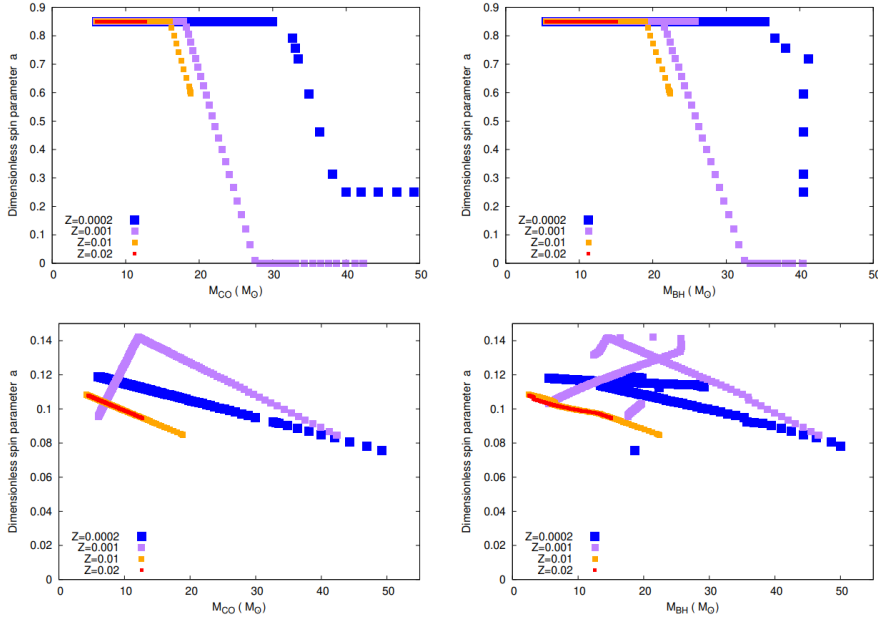 Dimensionless spin parameter a
0.9
0.8
0.7
0.6
0.5
0.4
0.3
0.2
0.1
0
Z=0.0002
Z=0.001
Z=0.01
Z=0.02
0 10 20 30 40 50
M_CO ( M_⊙ )
Dimensionless spin parameter a
0.9
0.8
0.7
0.6
0.5
0.4
0.3
0.2
0.1
0
Z=0.0002
Z=0.001
Z=0.01
Z=0.02
0 10 20 30 40 50
M_BH ( M_⊙ )
Dimensionless spin parameter a
0.14
0.12
0.1
0.08
0.06
0.04
0.02
0
Z=0.0002
Z=0.001
Z=0.01
Z=0.02
0 10 20 30 40 50
M_CO ( M_⊙ )
Dimensionless spin parameter a
0.14
0.12
0.1
0.08
0.06
0.04
0.02
0
Z=0.0002
Z=0.001
Z=0.01
Z=0.02
0 10 20 30 40 50
M_BH ( M_⊙ )